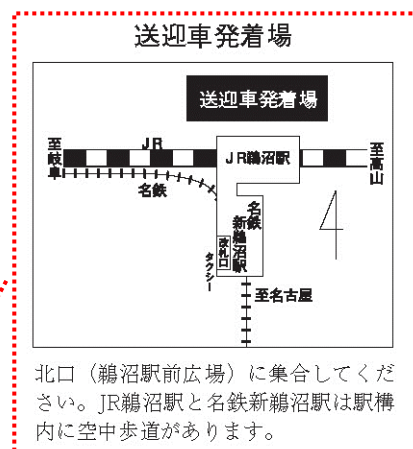 送迎車発着場
送迎車発着場
至岐阜
JR
JR鵜沼駅
至高山
名鉄
名鉄
新鵜沼駅
改札口
タクシー
至名古屋
北口（鵜沼駅前広場）に集合してくだ
さい。JR鵜沼駅と名鉄新鵜沼駅は駅構
内に空中歩道があります。